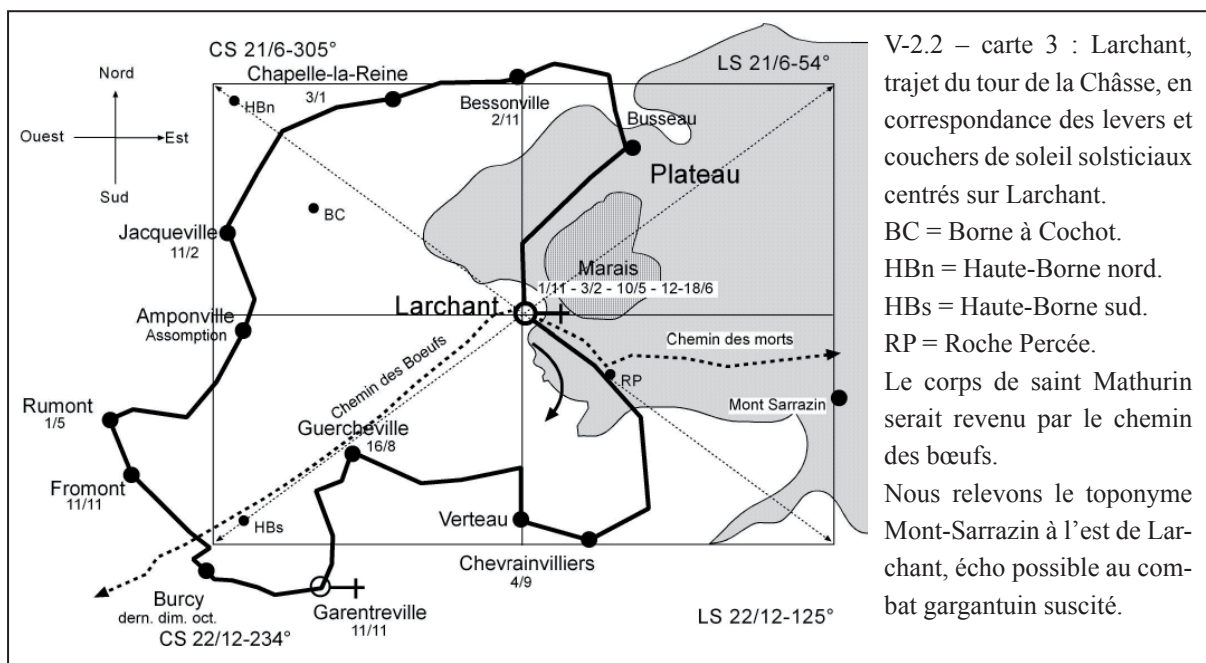 CS 21/6-305°
LS 21/6-54°
Nord
Ouest
Est
Sud
Chapelle-la-Reine
3/1
HBn
Bessonville
2/11
Busseau
Plateau
BC
Jacqueville
11/2
Marais
1/11 - 3/2 - 10/5 - 12-18/6
Larchant
Amponville
Assomption
Chemin des morts
Chemin des Boeufs
RP
Mont Sarrazin
Rumont
1/5
Guercheville
16/8
Fromont
11/11
HBs
Verteau
Chevrainvilliers
4/9
Burcy
dern. dim. oct.
Garentreville
11/11
CS 22/12-234°
LS 22/12-125°
V-2.2 – carte 3 : Larchant,
trajet du tour de la Châsse, en
correspondance des levers et
couchers de soleil solsticiaux
centrés sur Larchant.
BC = Borne à Cochot.
HBn = Haute-Borne nord.
HBs = Haute-Borne sud.
RP = Roche Percée.
Le corps de saint Mathurin
serait revenu par le chemin
des bœufs.
Nous relevons le toponyme
Mont-Sarrazin à l’est de Lar-
chant, écho possible au com-
bat gargantuin suscité.